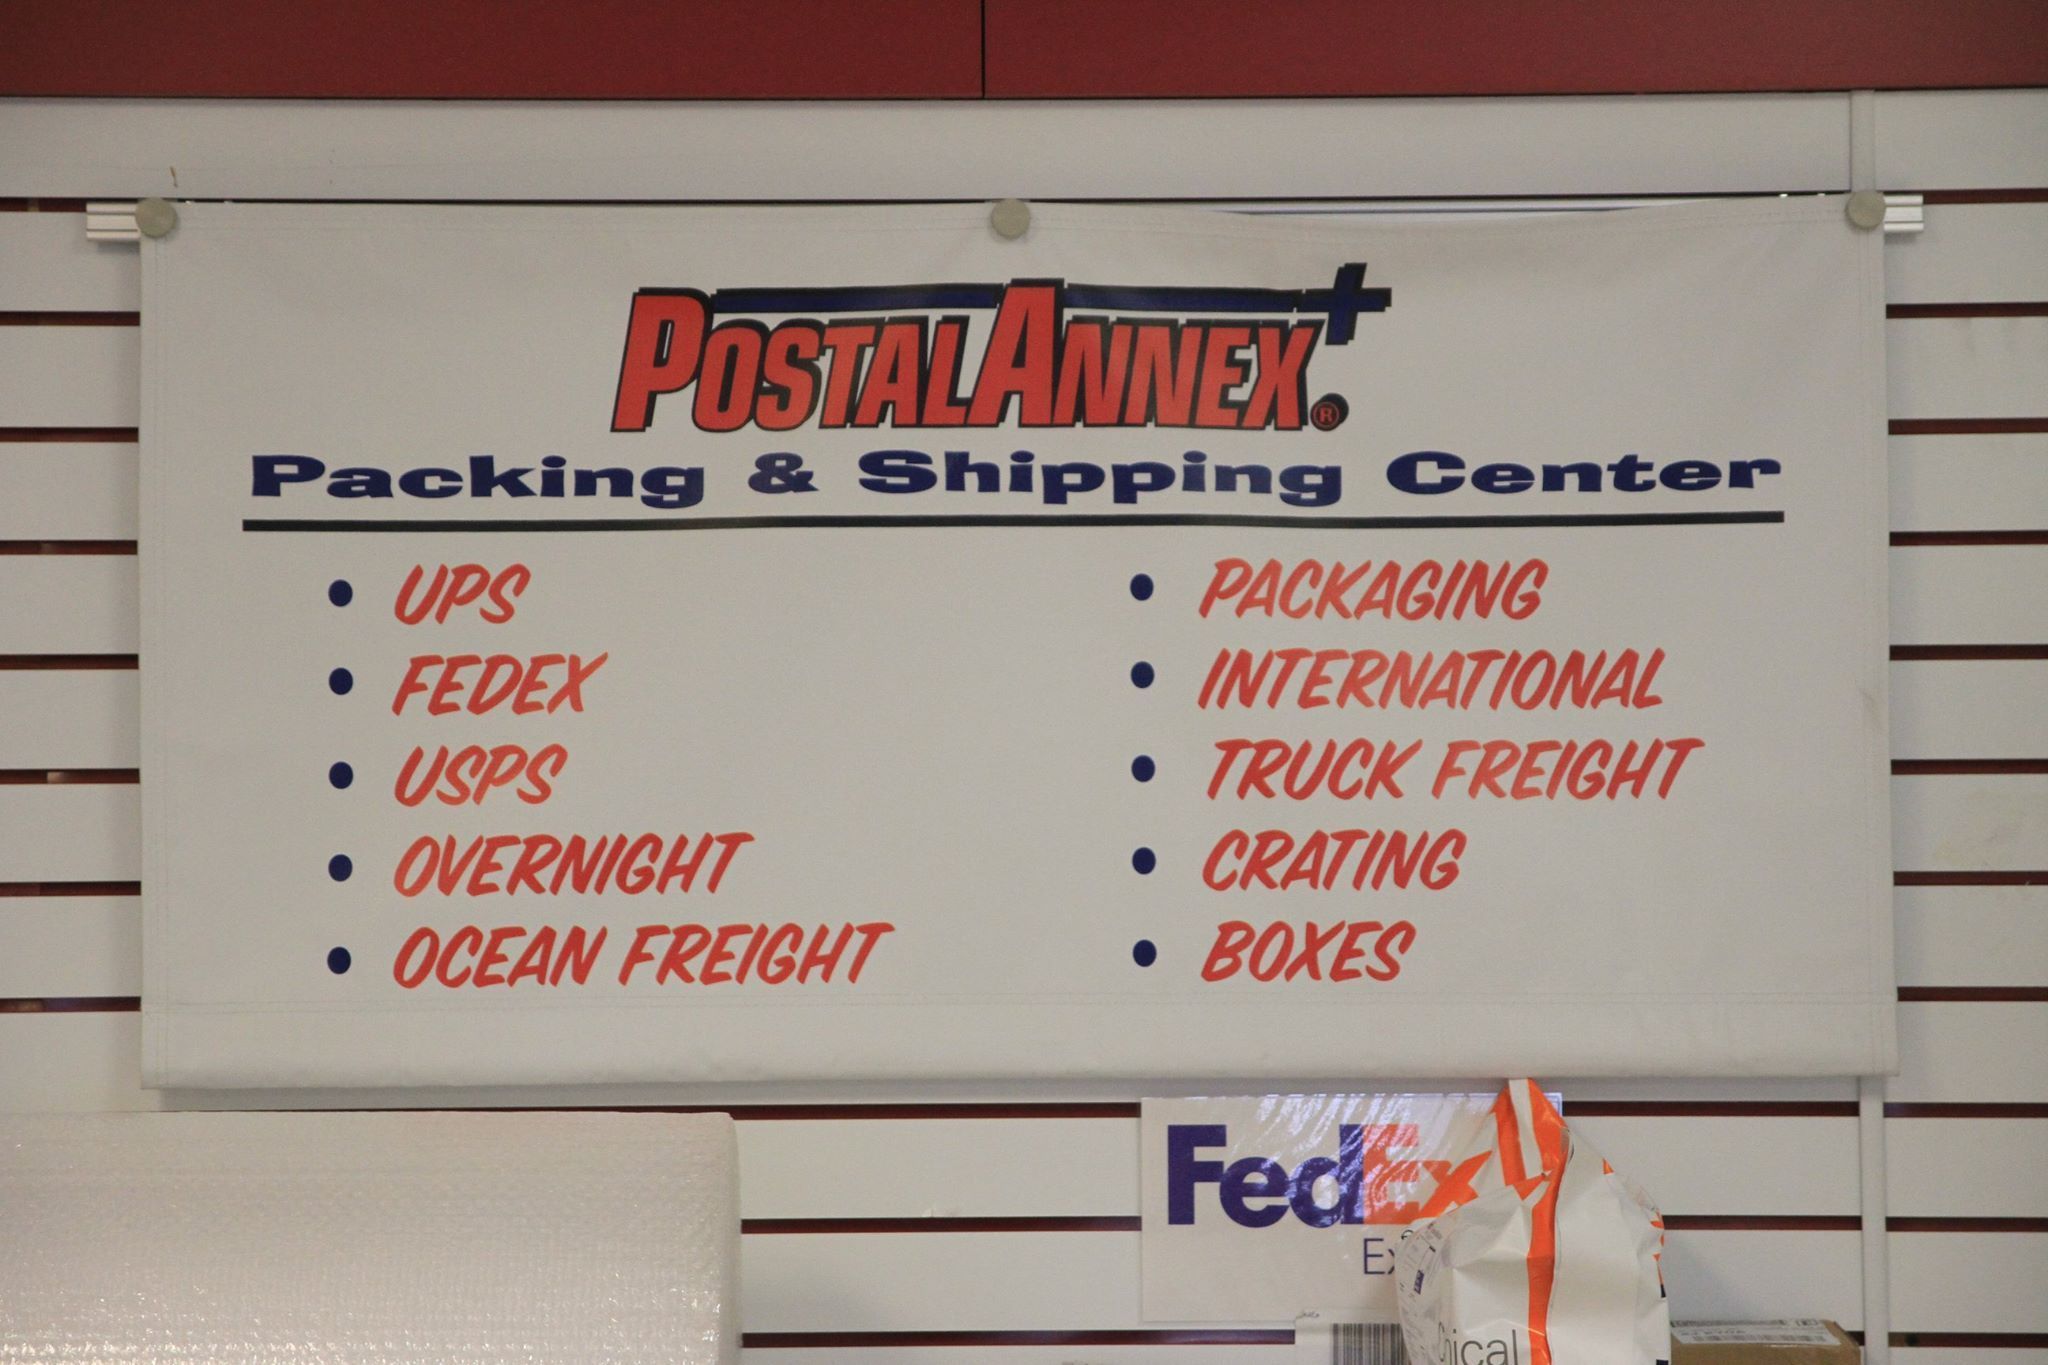 POSTALANNEX+®
Packing & Shipping Center
• UPS
• FEDEX
• USPS
• OVERNIGHT
• OCEAN FREIGHT
• PACKAGING
• INTERNATIONAL
• TRUCK FREIGHT
• CRATING
• BOXES
FedEx